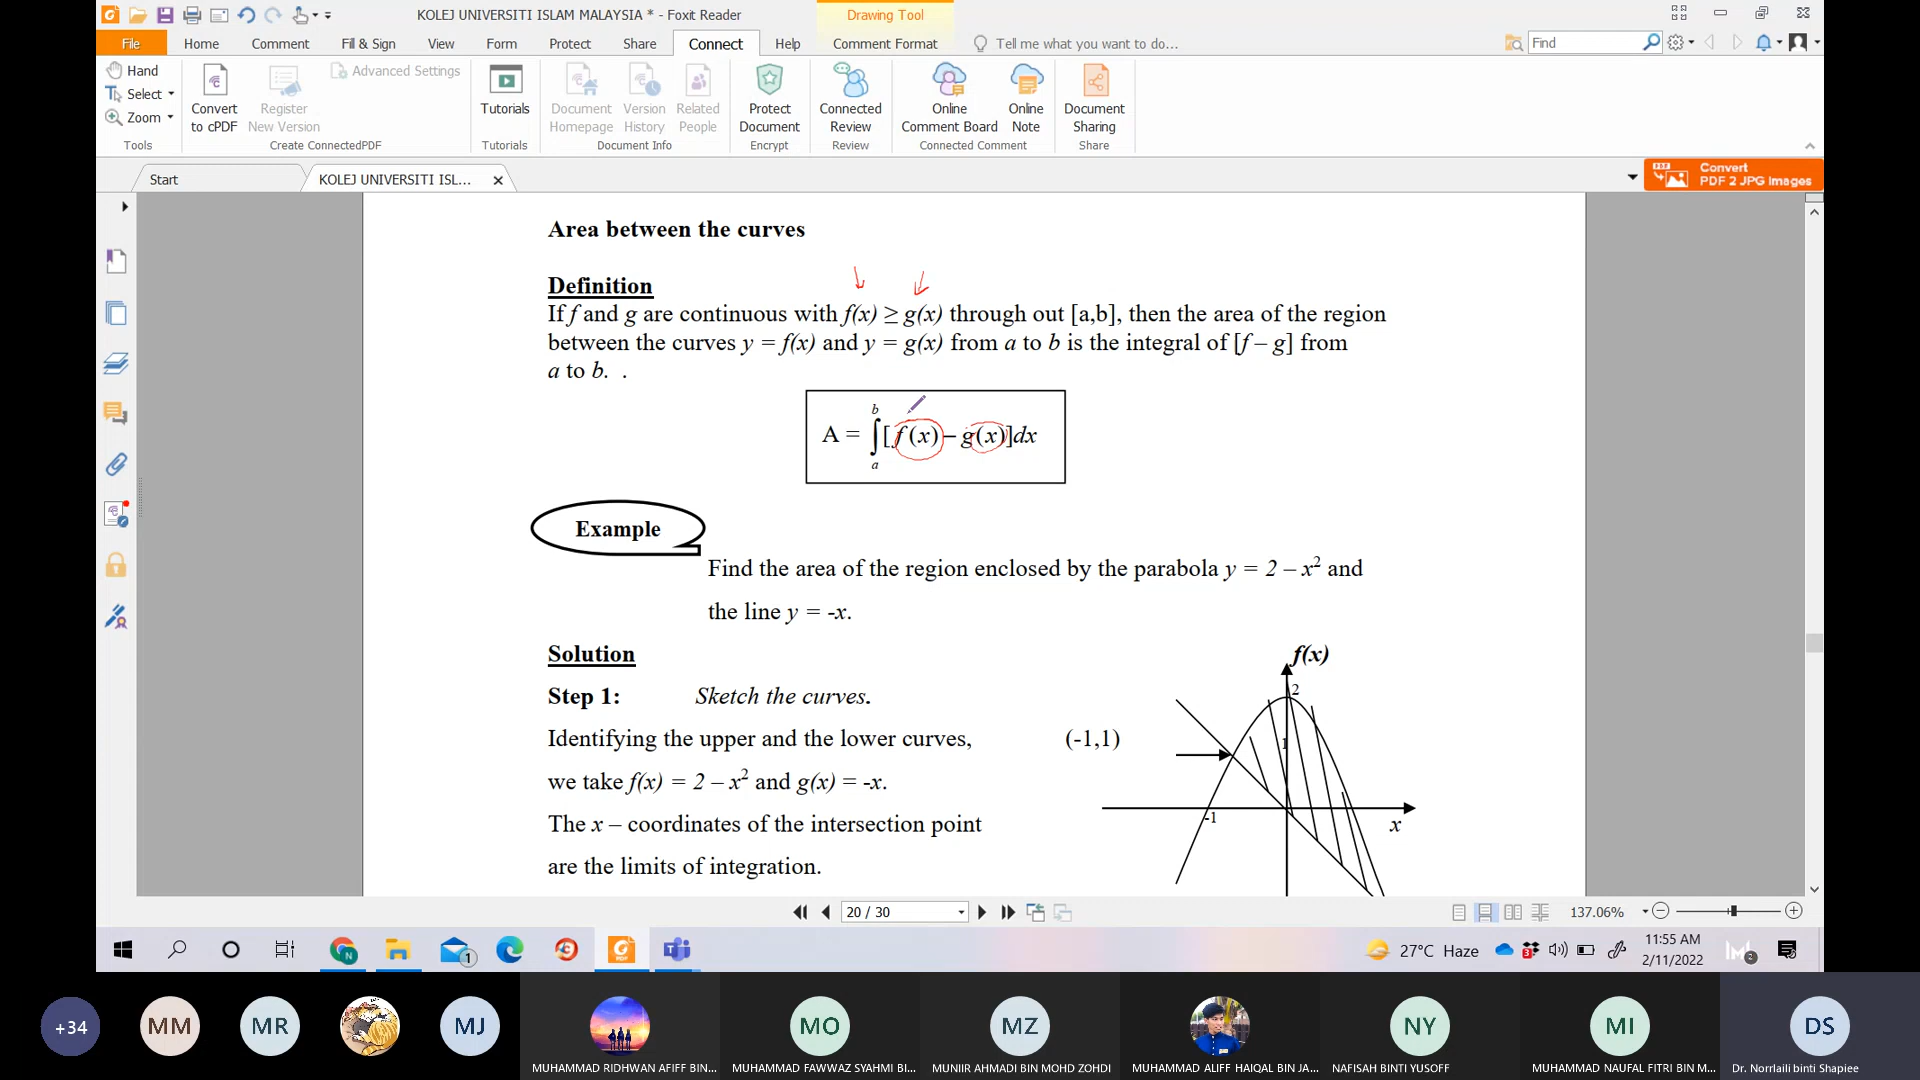 KOLEJ UNIVERSITI ISLAM MALAYSIA * - Foxit Reader
Drawing Tool
File Home Comment Fill & Sign View Form Protect Share Connect Help Comment Format Tell me what you want to do... Find
Hand
Select
Zoom
Tools
Convert to cPDF
Register New Version
Advanced Settings
Create ConnectedPDF
Tutorials
Tutorials
Document Homepage
Version History
Related People
Document Info
Protect Document
Encrypt
Connected Review
Review
Online Comment Board
Online Note
Connected Comment
Document Sharing
Share
Start
KOLEJ UNIVERSITI ISL...
Convert
PDF 2 JPG Images
Area between the curves
Definition
If f and g are continuous with f(x) ≥ g(x) through out [a,b], then the area of the region
between the curves y = f(x) and y = g(x) from a to b is the integral of [f – g] from
a to b. .
A = ∫ₐᵇ [f(x) – g(x)]dx
Example
Find the area of the region enclosed by the parabola y = 2 – x² and
the line y = -x.
Solution
Step 1: Sketch the curves.
Identifying the upper and the lower curves,
we take f(x) = 2 – x² and g(x) = -x.
The x – coordinates of the intersection point
are the limits of integration.
f(x)
2
(-1,1)
1
-1
x
20 / 30
137.06%
1
27°C Haze
3
11:55 AM
2/11/2022
2
+34
MM
MR
MJ
MUHAMMAD RIDHWAN AFIFF BIN...
MO
MUHAMMAD FAWWAZ SYAHMI BI...
MZ
MUNIIR AHMADI BIN MOHD ZOHDI
MUHAMMAD ALIFF HAIQAL BIN JA...
NY
NAFISAH BINTI YUSOFF
MI
MUHAMMAD NAUFAL FITRI BIN M...
DS
Dr. Norrlaili binti Shapiee